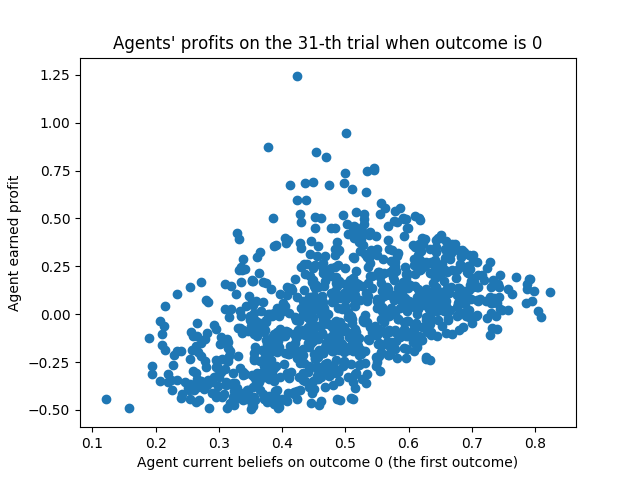 Agents' profits on the 31-th trial when outcome is 0
1.25
1.00
0.75
0.50
0.25
0.00
−0.25
−0.50
Agent earned profit
0.1 0.2 0.3 0.4 0.5 0.6 0.7 0.8
Agent current beliefs on outcome 0 (the first outcome)